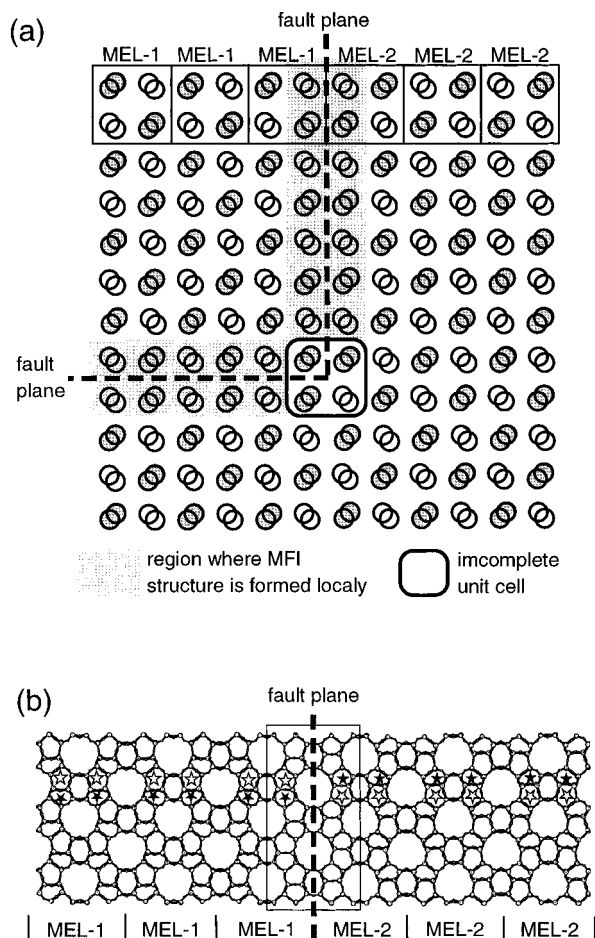 (a)
fault plane
MEL-1 MEL-1 MEL-1 MEL-2 MEL-2 MEL-2
fault
plane
region where MFI
structure is formed localy
imcomplete
unit cell
(b)
fault plane
MEL-1 MEL-1 MEL-1 MEL-2 MEL-2 MEL-2